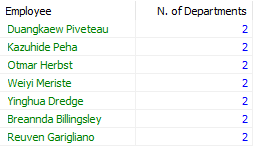 Employee N. of Departments
Duangkaew Piveteau 2
Kazuhide Peha 2
Otmar Herbst 2
Weiyi Meriste 2
Yinghua Dredge 2
Breannda Billingsley 2
Reuven Garigliano 2